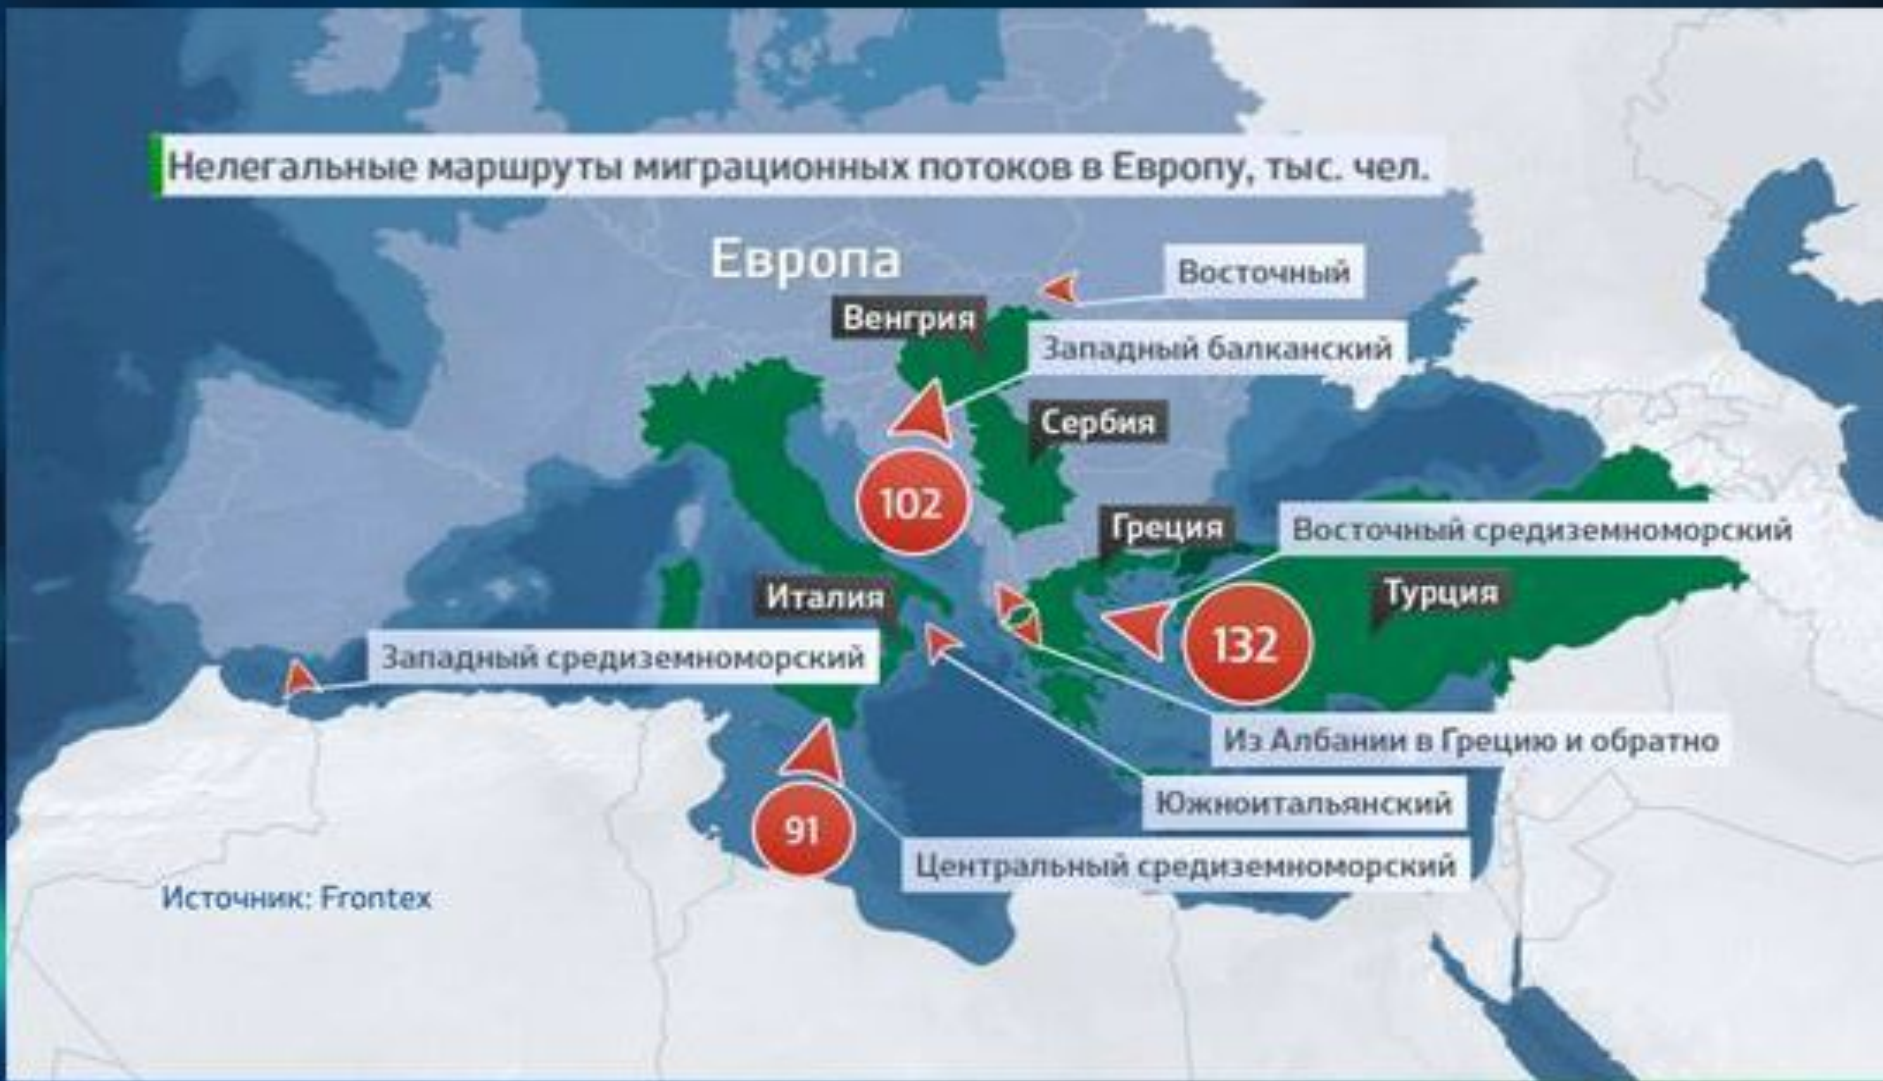 Нелегальные маршруты миграционных потоков в Европу, тыс. чел.
Европа
Восточный
Венгрия
Западный балканский
Сербия
102
Греция
Восточный средиземноморский
Италия
Турция
132
Западный средиземноморский
Из Албании в Грецию и обратно
Южноитальянский
91
Центральный средиземноморский
Источник: Frontex